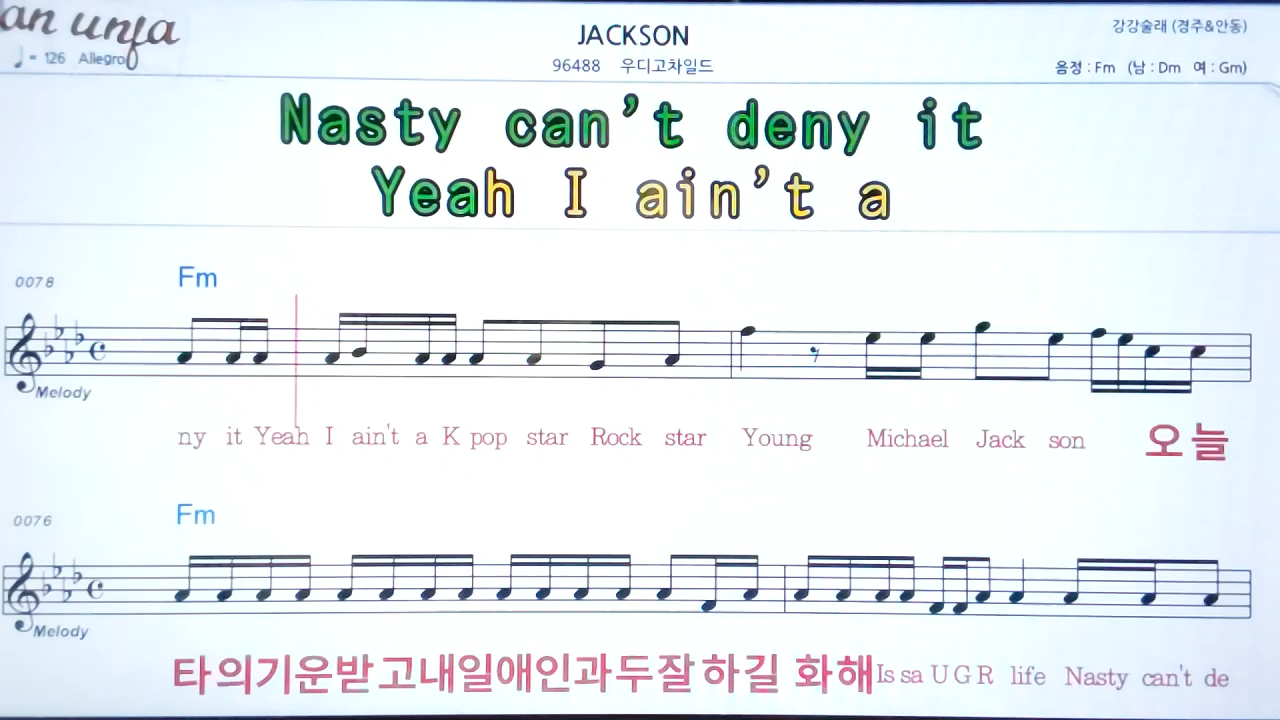 an unfa
♩ = 126 Allegro
JACKSON
96488 우디고차일드
강강술래 (경주&안동)
음정 : Fm (남 : Dm 여 : Gm)
Nasty can't deny it
Yeah I ain't a
0078
Fm
Melody
ny it Yeah I ain't a K pop star Rock star Young Michael Jack son 오늘
0076
Fm
Melody
타의기운받고내일애인과두잘하길 화해Is sa U G R life Nasty can't de